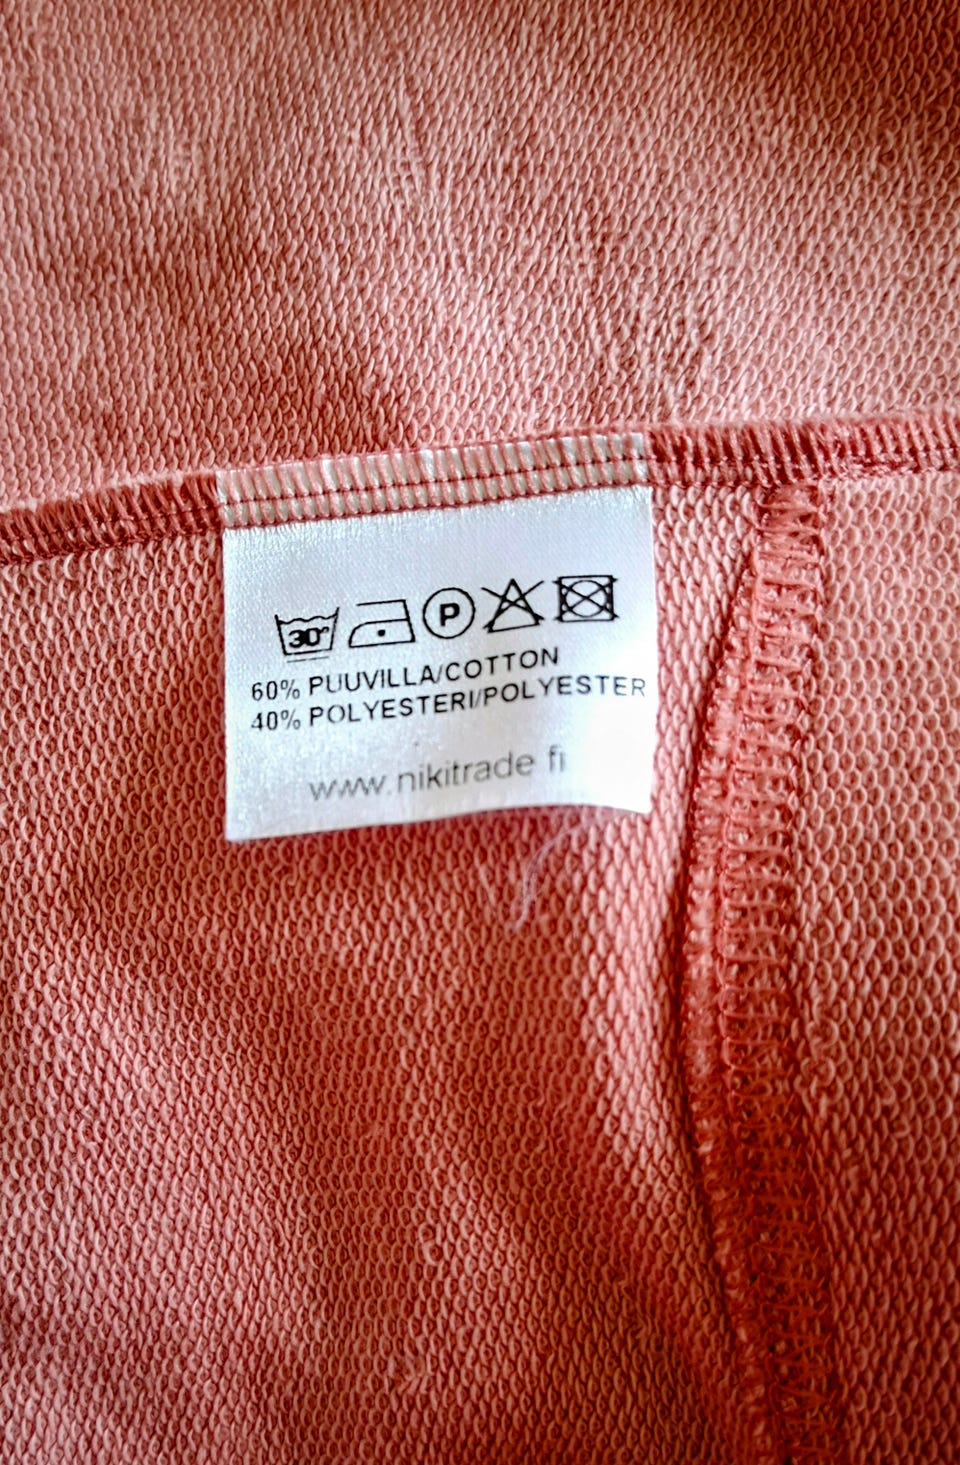 30° P
60% PUUVILLA/COTTON
40% POLYESTERI/POLYESTER
www.nikitrade fi